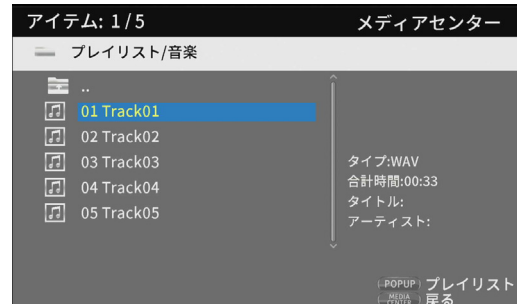 アイテム: 1/5
メディアセンター
プレイリスト/音楽
..
01 Track01
02 Track02
03 Track03
04 Track04
05 Track05
タイプ:WAV
合計時間:00:33
タイトル:
アーティスト:
POPUP プレイリスト
MEDIA CENTER 戻る